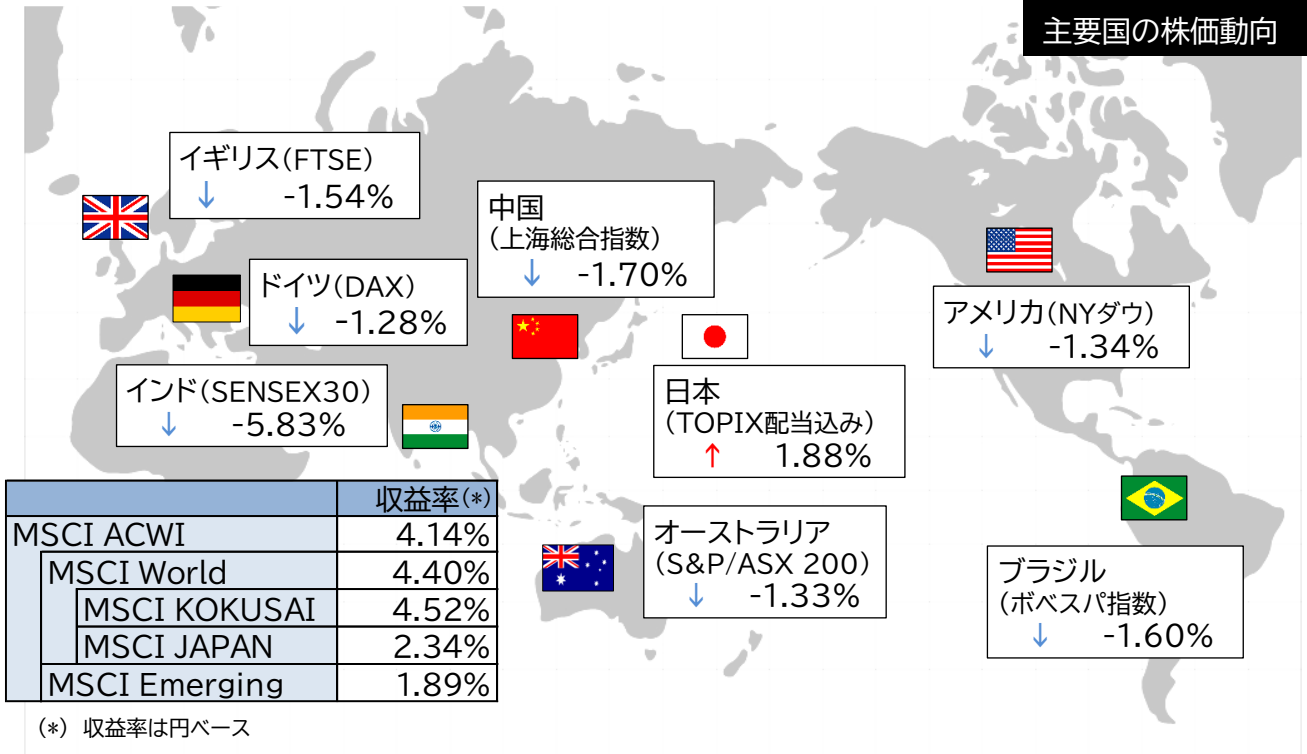 主要国の株価動向
イギリス(FTSE)
↓ -1.54%
中国
(上海総合指数)
↓ -1.70%
ドイツ(DAX)
↓ -1.28%
アメリカ(NYダウ)
↓ -1.34%
インド(SENSEX30)
↓ -5.83%
日本
(TOPIX配当込み)
↑ 1.88%
オーストラリア
(S&P/ASX 200)
↓ -1.33%
ブラジル
(ボベスパ指数)
↓ -1.60%
収益率(*)
MSCI ACWI 4.14%
MSCI World 4.40%
MSCI KOKUSAI 4.52%
MSCI JAPAN 2.34%
MSCI Emerging 1.89%
(*) 収益率は円ベース